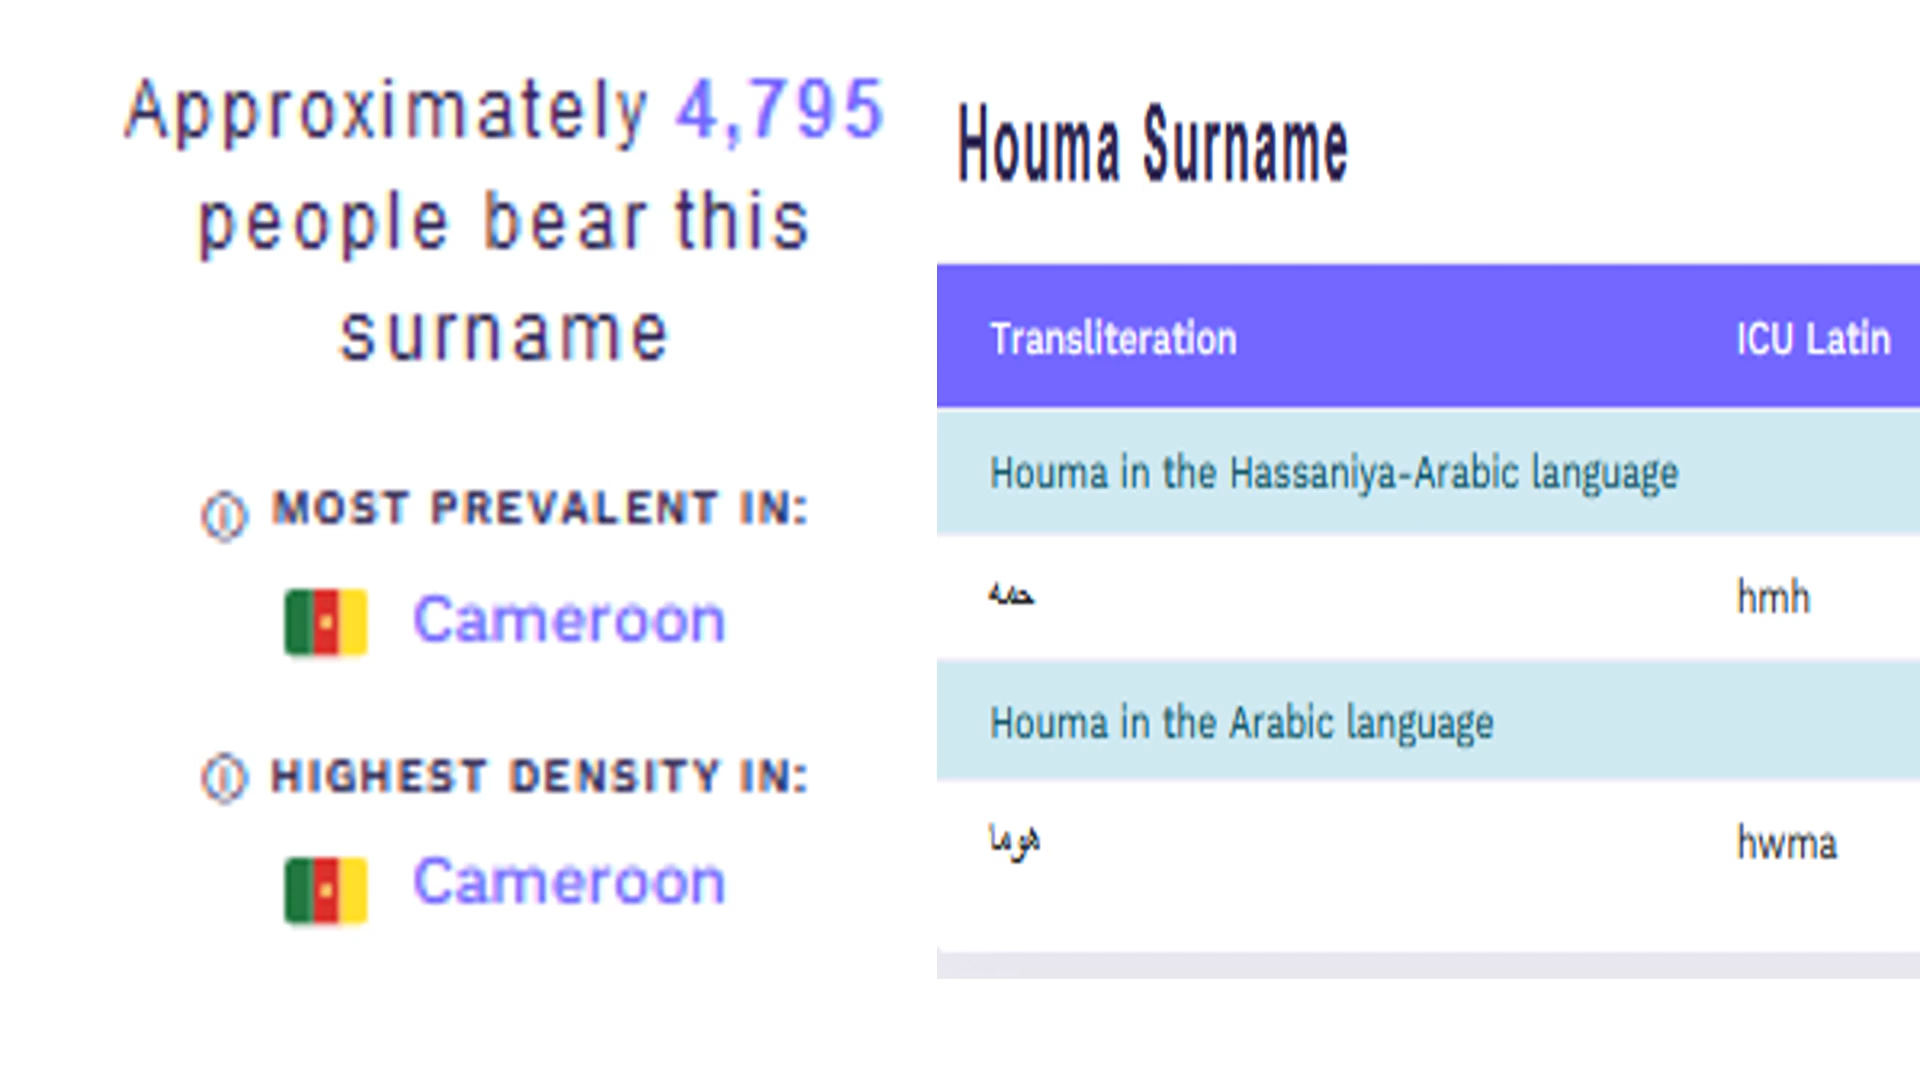 Approximately 4,795
people bear this
surname
MOST PREVALENT IN:
Cameroon
HIGHEST DENSITY IN:
Cameroon
Houma Surname
Transliteration ICU Latin
Houma in the Hassaniya-Arabic language
حمه hmh
Houma in the Arabic language
هوما hwma